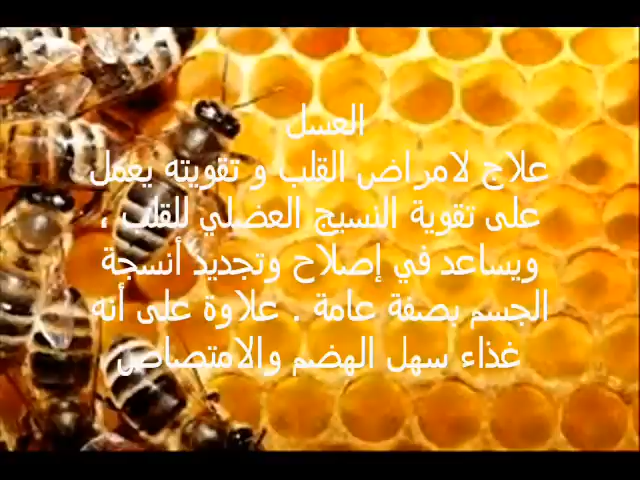 العسل
علاج لامراض القلب و تقويته يعمل
على تقوية النسيج العضلي للقلب ،
ويساعد في إصلاح وتجديد أنسجة
الجسم بصفة عامة . علاوة على أنه
غذاء سهل الهضم والامتصاص